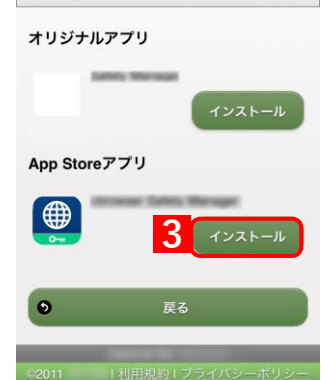 オリジナルアプリ
インストール
App Storeアプリ
3 インストール
戻る
©2011 | 利用規約 | プライバシーポリシー